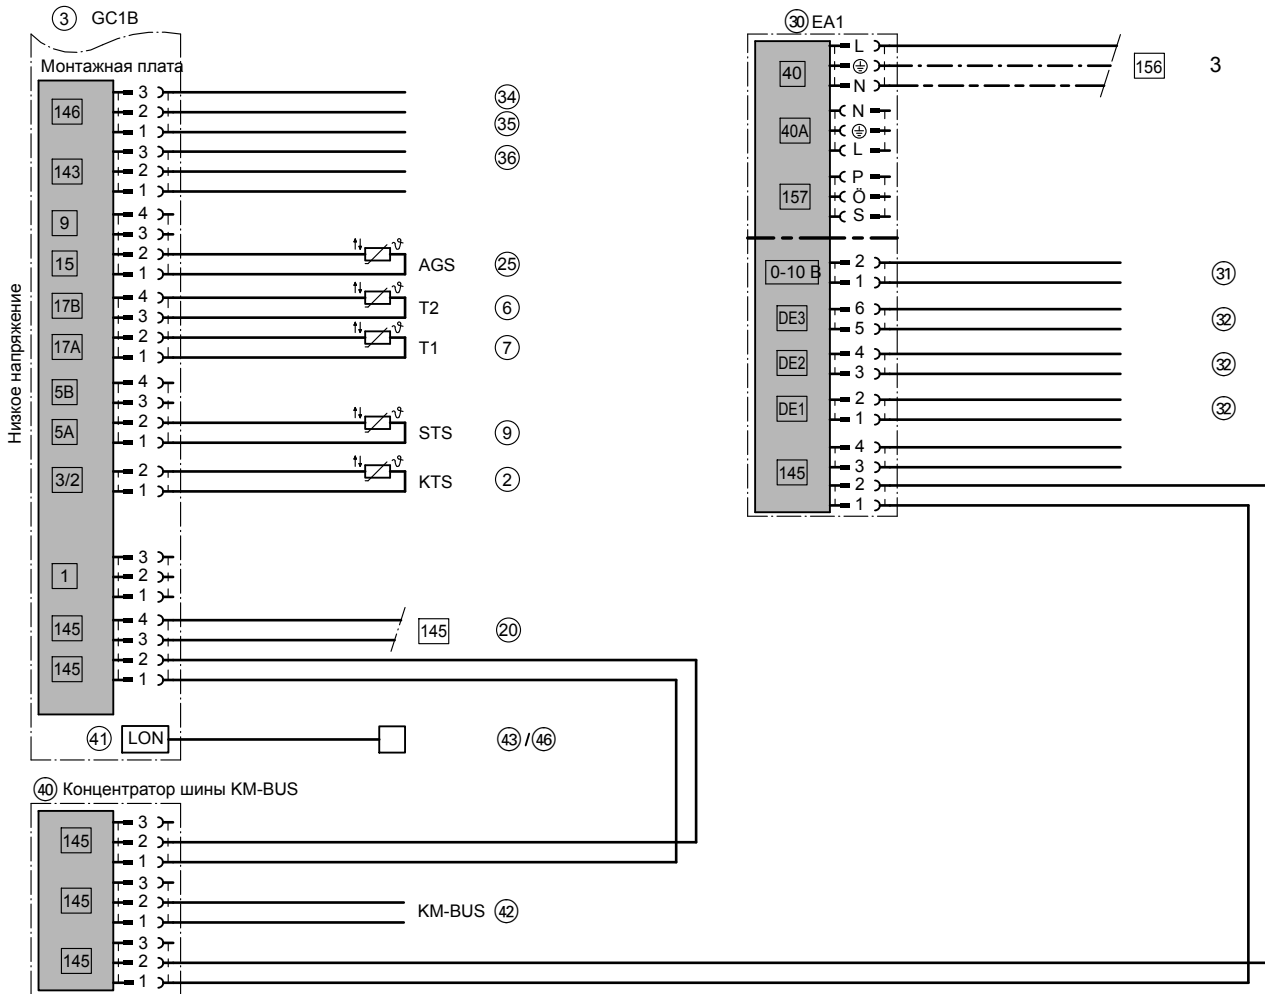 3 GC1B
Монтажная плата
Низкое напряжение
146
3
2
1
34
35
143
3
2
1
36
9
4
3
15
2
1
AGS 25
17B
4
3
T2 6
17A
2
1
T1 7
5B
4
3
5A
2
1
STS 9
3/2
2
1
KTS 2
1
3
2
1
145
4
3
145 20
145
2
1
41 LON 43 / 46
40 Концентратор шины KM-BUS
145
3
2
1
145
3
2
1
KM-BUS 42
145
3
2
1
30 EA1
40
L
N
156 3
40A
N
L
157
P
Ö
S
0-10 В
2
1
31
DE3
6
5
32
DE2
4
3
32
DE1
2
1
32
145
4
3
2
1